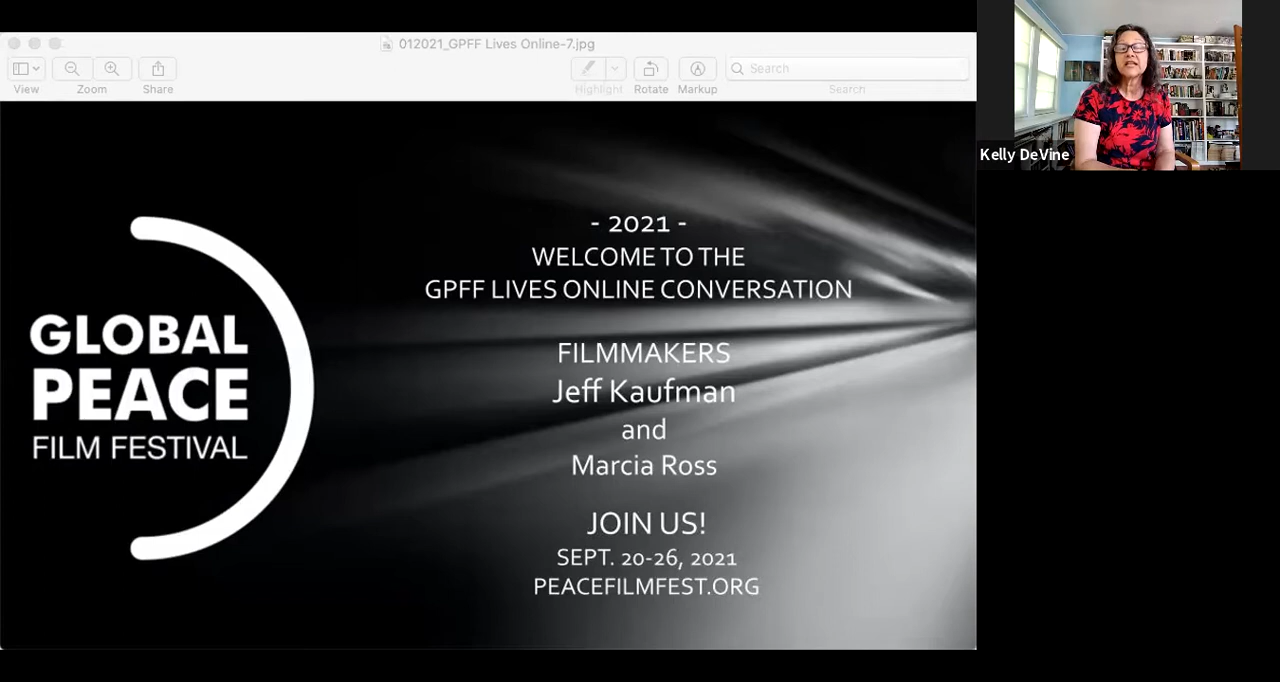 012021_GPFF Lives Online-7.jpg
View
Zoom
Share
Highlight
Rotate
Markup
Search
Search
Kelly DeVine
GLOBAL
PEACE
FILM FESTIVAL
- 2021 -
WELCOME TO THE
GPFF LIVES ONLINE CONVERSATION
FILMMAKERS
Jeff Kaufman
and
Marcia Ross
JOIN US!
SEPT. 20-26, 2021
PEACEFILMFEST.ORG